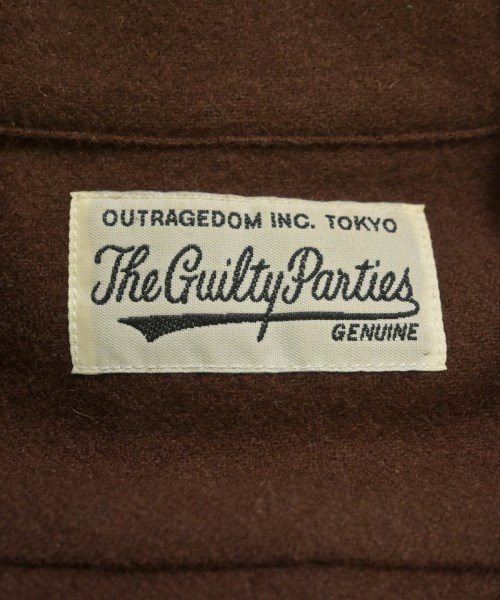 OUTRAGEDOM INC. TOKYO
The Guilty Parties
GENUINE